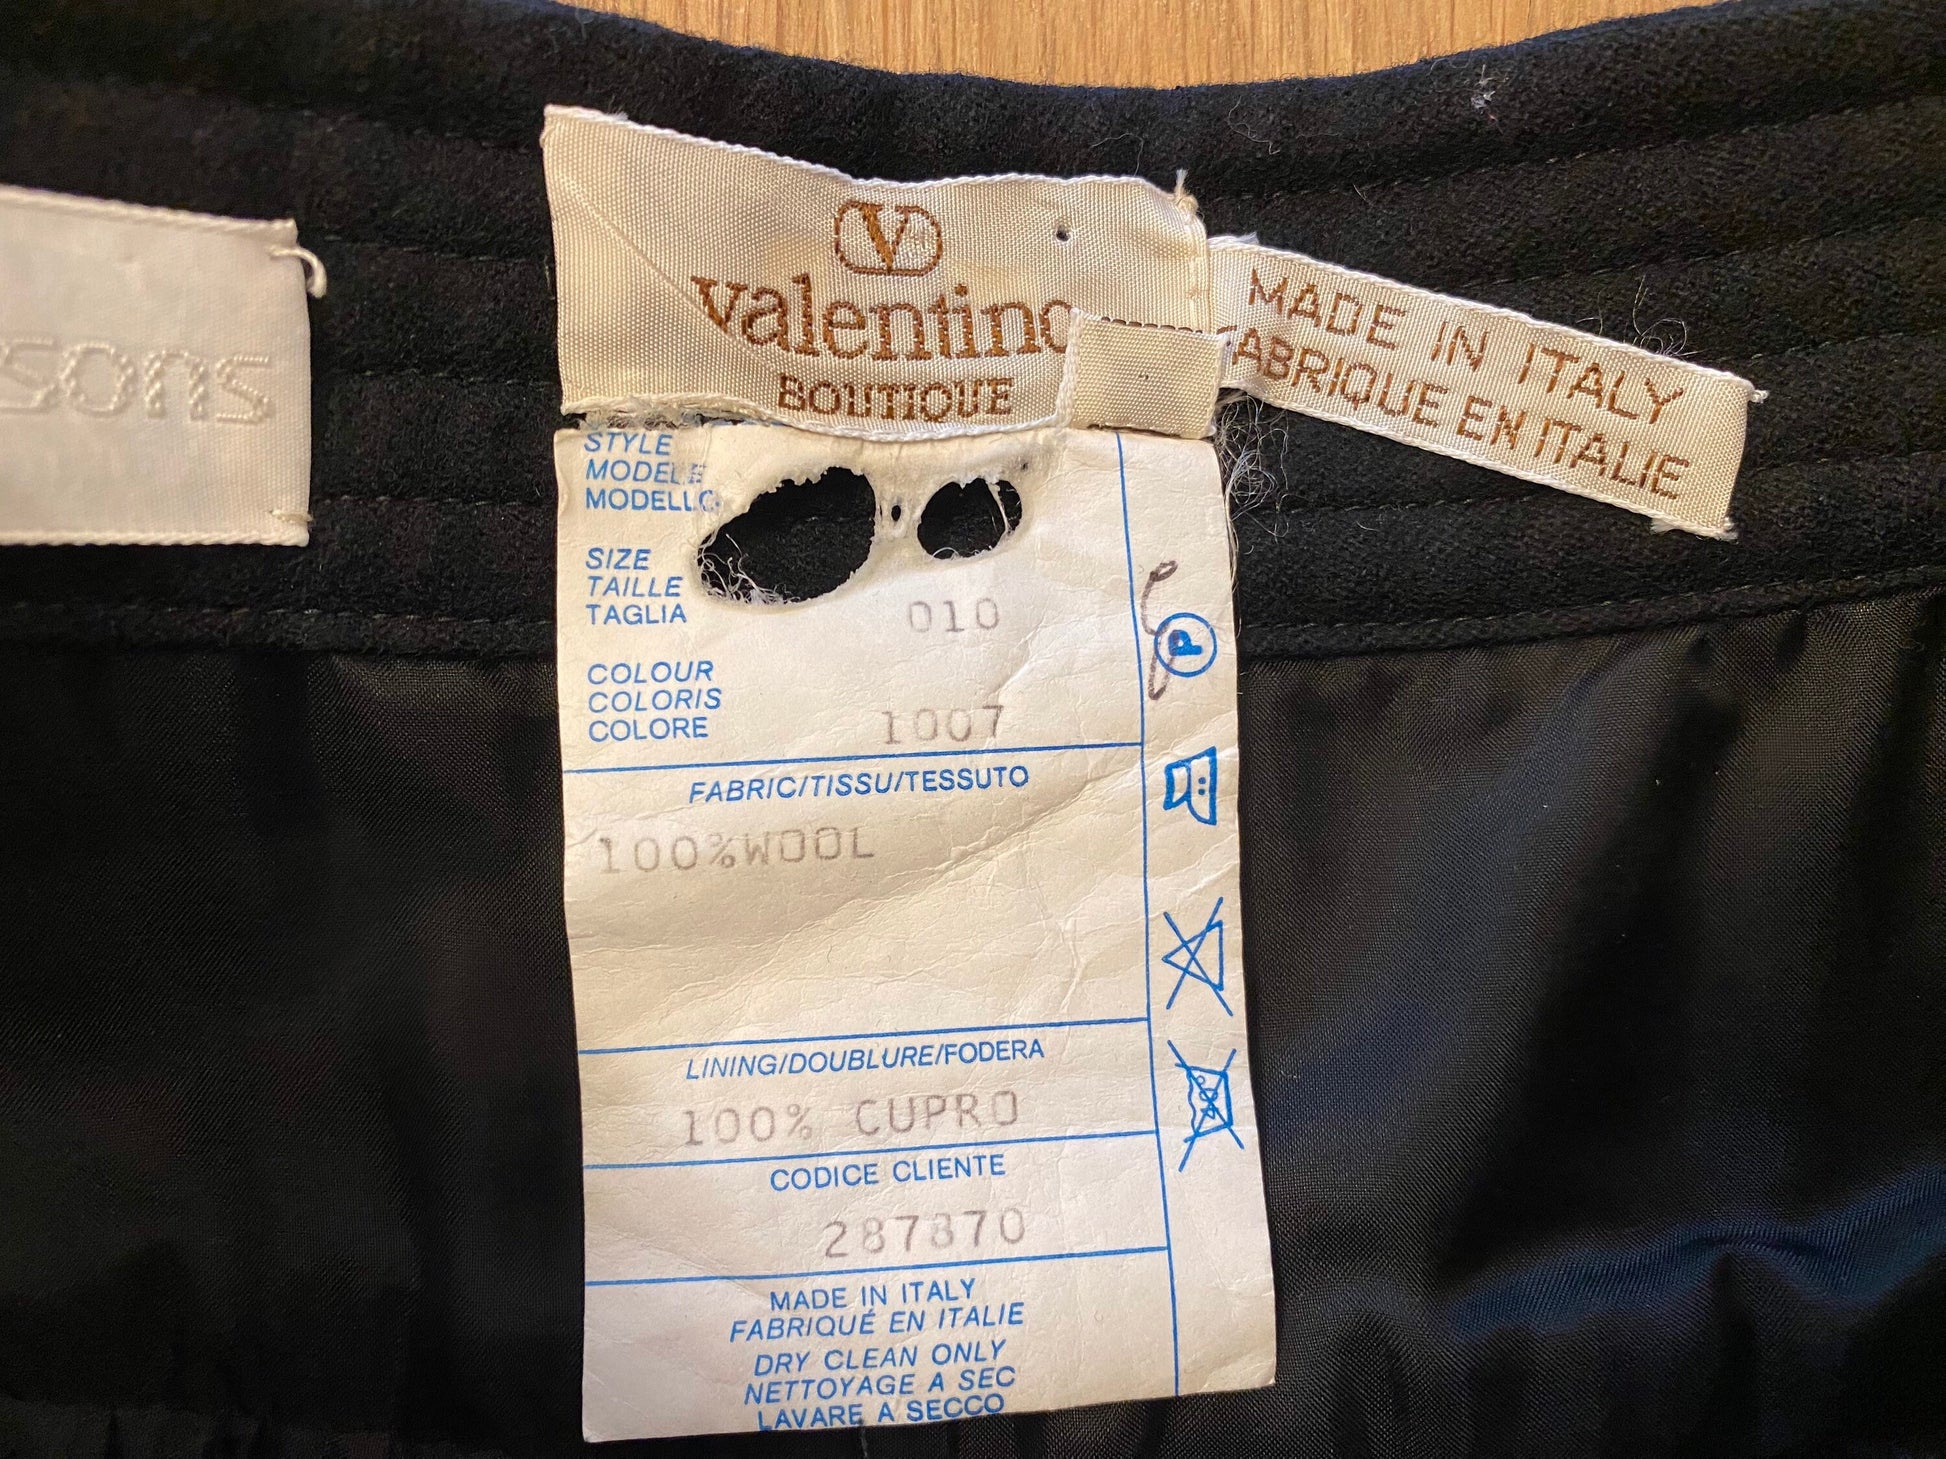 V
valentino
BOUTIQUE
MADE IN ITALY
FABRIQUE EN ITALIE
STYLE
MODELE
MODELLO
SIZE
TAILLE
TAGLIA
010
COLOUR
COLORIS
COLORE
1007
P
FABRIC/TISSU/TESSUTO
100%WOOL
LINING/DOUBLURE/FODERA
100% CUPRO
CODICE CLIENTE
287870
MADE IN ITALY
FABRIQUÉ EN ITALIE
DRY CLEAN ONLY
NETTOYAGE A SEC
LAVARE A SECCO